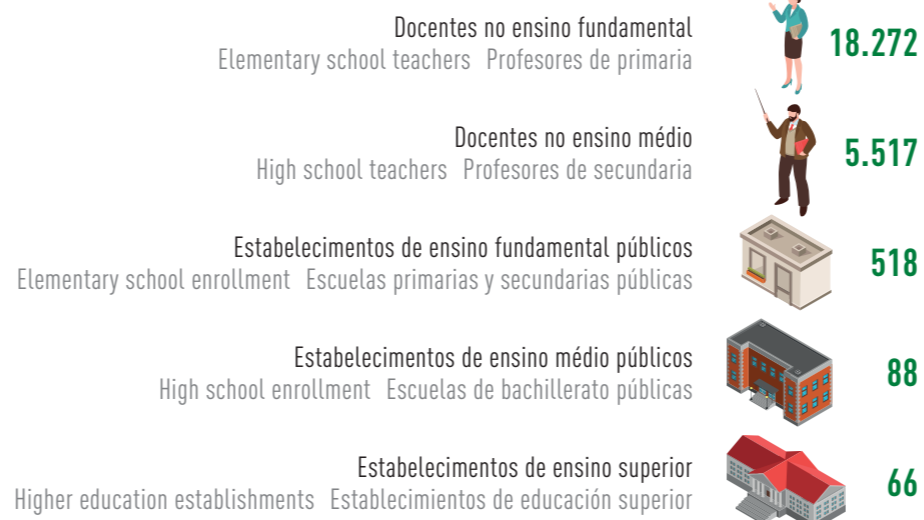 Docentes no ensino fundamental
Elementary school teachers Profesores de primaria
18.272
Docentes no ensino médio
High school teachers Profesores de secundaria
5.517
Estabelecimentos de ensino fundamental públicos
Elementary school enrollment Escuelas primarias y secundarias públicas
518
Estabelecimentos de ensino médio públicos
High school enrollment Escuelas de bachillerato públicas
88
Estabelecimentos de ensino superior
Higher education establishments Establecimientos de educación superior
66